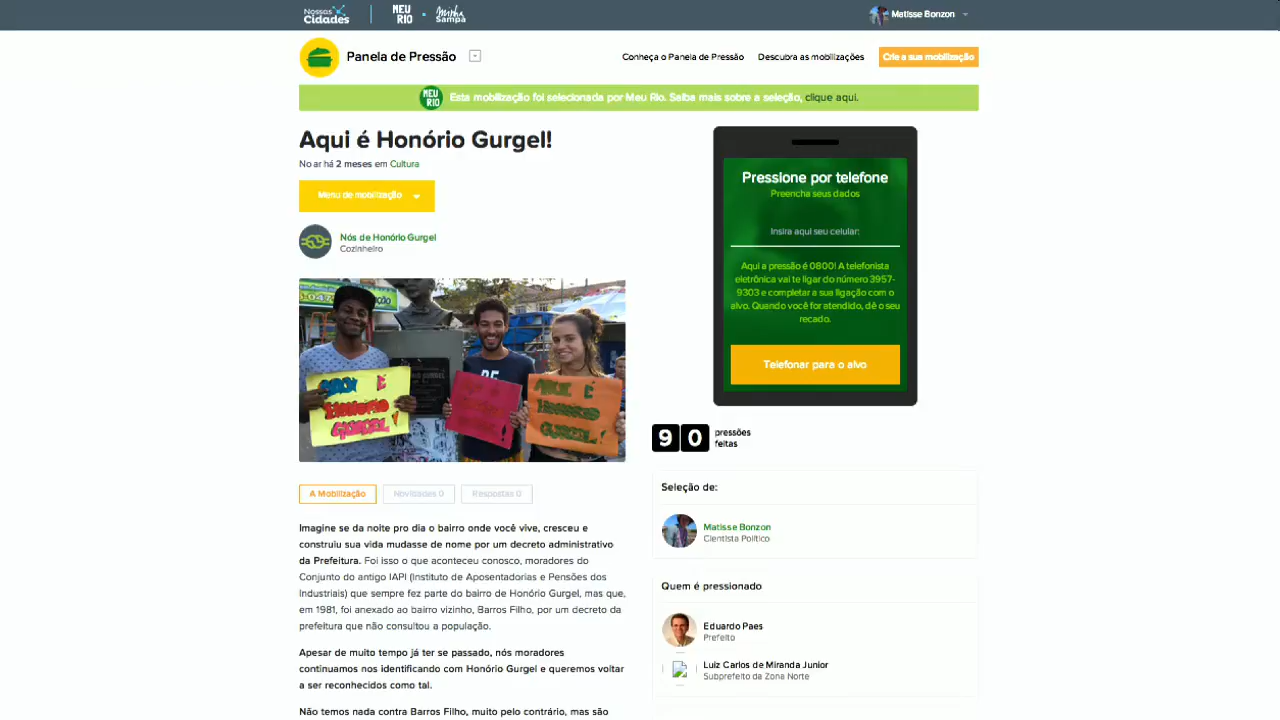 Nossas Cidades
MEU RIO
Minha Sampa
Matisse Bonzon
Panela de Pressão
Conheça o Panela de Pressão
Descubra as mobilizações
Crie a sua mobilização
MEU RIO
Esta mobilização foi selecionada por Meu Rio. Saiba mais sobre a seleção, clique aqui.
Aqui é Honório Gurgel!
No ar há 2 meses em Cultura
Menu de mobilização
Nós de Honório Gurgel
Cozinheiro
AQUI É
HONÓRIO
GURGEL!
AQUI É
HONÓRIO
GURGEL!
A Mobilização
Novidades 0
Respostas 0
Imagine se da noite pro dia o bairro onde você vive, cresceu e
construiu sua vida mudasse de nome por um decreto administrativo
da Prefeitura. Foi isso o que aconteceu conosco, moradores do
Conjunto do antigo IAPI (Instituto de Aposentadorias e Pensões dos
Industriais) que sempre fez parte do bairro de Honório Gurgel, mas que,
em 1981, foi anexado ao bairro vizinho, Barros Filho, por um decreto da
prefeitura que não consultou a população.
Apesar de muito tempo já ter se passado, nós moradores
continuamos nos identificando com Honório Gurgel e queremos voltar
a ser reconhecidos como tal.
Não temos nada contra Barros Filho, muito pelo contrário, mas são
Pressione por telefone
Preencha seus dados
Insira aqui seu celular:
Aqui a pressão é 0800! A telefonista
eletrônica vai te ligar do número 3957-
9303 e completar a sua ligação com o
alvo. Quando você for atendido, dê o seu
recado.
Telefonar para o alvo
90
pressões
feitas
Seleção de:
Matisse Bonzon
Cientista Político
Quem é pressionado
Eduardo Paes
Prefeito
Luiz Carlos de Miranda Junior
Subprefeito da Zona Norte